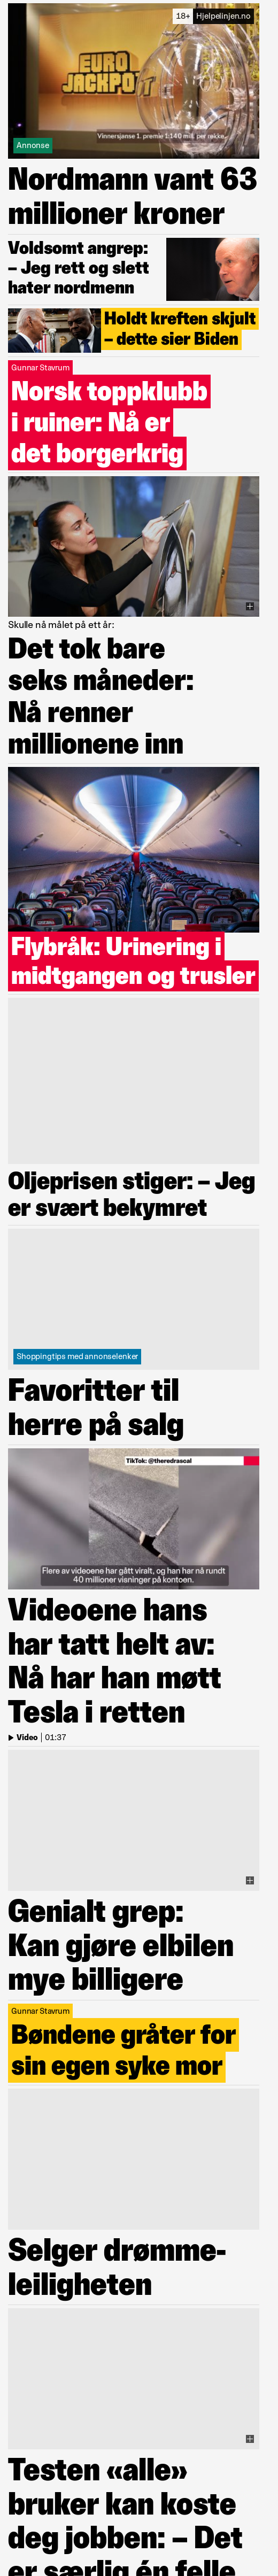 18+ Hjelpelinjen.no
EURO
JACKPOT
Vinnersjanse 1. premie 1:140 mill. per rekke.
Annonse
Nordmann vant 63
millioner kroner
Voldsomt angrep:
– Jeg rett og slett
hater nordmenn
Holdt kreften skjult
– dette sier Biden
Gunnar Stavrum
Norsk toppklubb
i ruiner: Nå er
det borgerkrig
Skulle nå målet på ett år:
Det tok bare
seks måneder:
Nå renner
millionene inn
Flybråk: Urinering i
midtgangen og trusler
Oljeprisen stiger: – Jeg
er svært bekymret
Shoppingtips med annonselenker
Favoritter til
herre på salg
TikTok: @theredrascal
Flere av videoene har gått viralt, og han har nå rundt
40 millioner visninger på kontoen.
Videoene hans
har tatt helt av:
Nå har han møtt
Tesla i retten
Video | 01:37
Genialt grep:
Kan gjøre elbilen
mye billigere
Gunnar Stavrum
Bøndene gråter for
sin egen syke mor
Selger drømme-
leiligheten
Testen «alle»
bruker kan koste
deg jobben: – Det
er særlig én felle